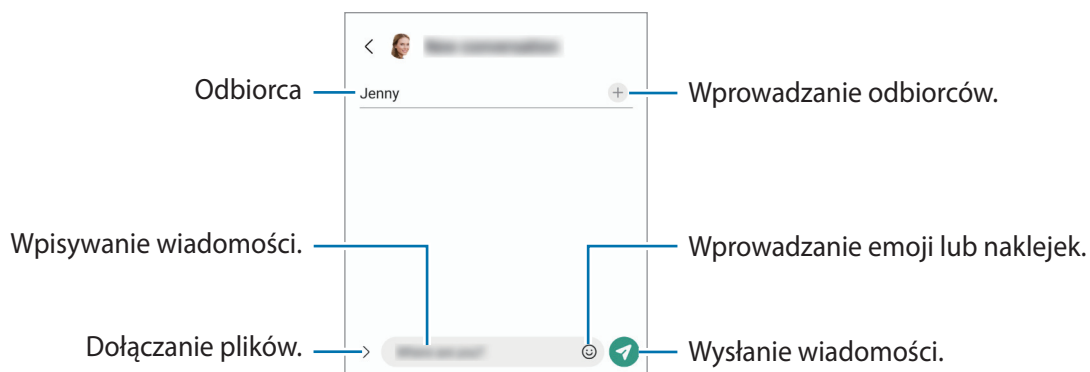 Odbiorca
Jenny
Wprowadzanie odbiorców.
Wpisywanie wiadomości.
Wprowadzanie emoji lub naklejek.
Dołączanie plików.
Wysłanie wiadomości.